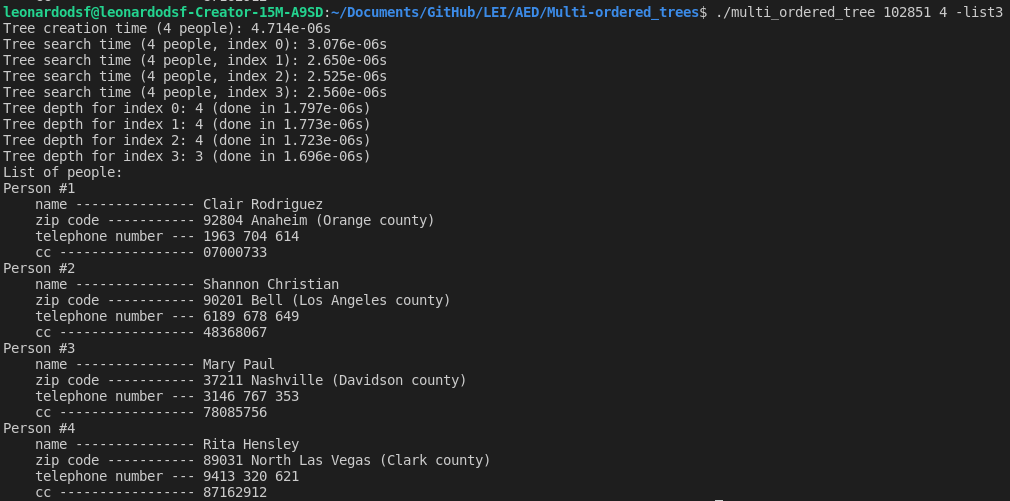 leonardodsf@leonardodsf-Creator-15M-A9SD:~/Documents/GitHub/LEI/AED/Multi-ordered_trees$ ./multi_ordered_tree 102851 4 -list3
Tree creation time (4 people): 4.714e-06s
Tree search time (4 people, index 0): 3.076e-06s
Tree search time (4 people, index 1): 2.650e-06s
Tree search time (4 people, index 2): 2.525e-06s
Tree search time (4 people, index 3): 2.560e-06s
Tree depth for index 0: 4 (done in 1.797e-06s)
Tree depth for index 1: 4 (done in 1.773e-06s)
Tree depth for index 2: 4 (done in 1.723e-06s)
Tree depth for index 3: 3 (done in 1.696e-06s)
List of people:
Person #1
    name --------------- Clair Rodriguez
    zip code ----------- 92804 Anaheim (Orange county)
    telephone number --- 1963 704 614
    cc ----------------- 07000733
Person #2
    name --------------- Shannon Christian
    zip code ----------- 90201 Bell (Los Angeles county)
    telephone number --- 6189 678 649
    cc ----------------- 48368067
Person #3
    name --------------- Mary Paul
    zip code ----------- 37211 Nashville (Davidson county)
    telephone number --- 3146 767 353
    cc ----------------- 78085756
Person #4
    name --------------- Rita Hensley
    zip code ----------- 89031 North Las Vegas (Clark county)
    telephone number --- 9413 320 621
    cc ----------------- 87162912